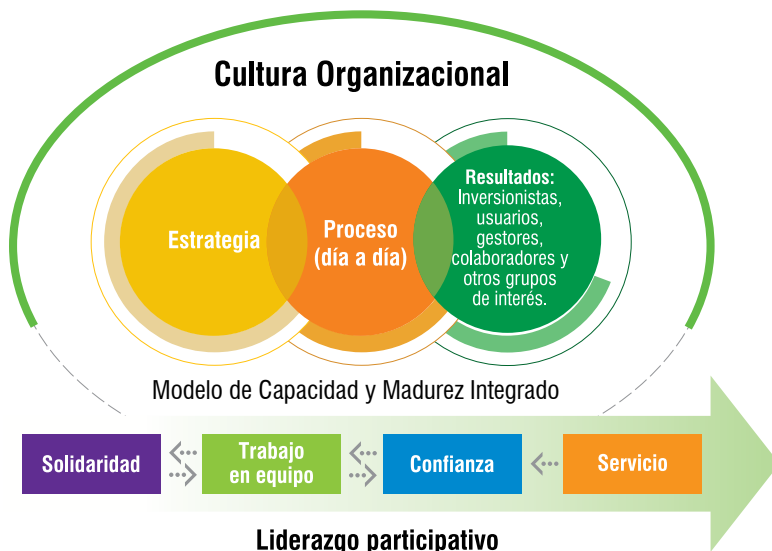 Cultura Organizacional
Estrategia
Proceso
(día a día)
Resultados:
Inversionistas,
usuarios,
gestores,
colaboradores y
otros grupos
de interés.
Modelo de Capacidad y Madurez Integrado
Solidaridad
Trabajo
en equipo
Confianza
Servicio
Liderazgo participativo